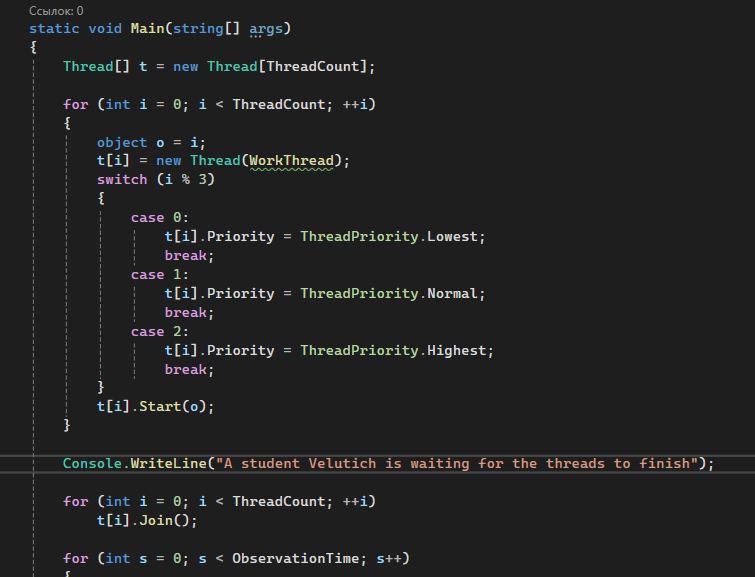 Ссылок: 0
static void Main(string[] args)
{
Thread[] t = new Thread[ThreadCount];
for (int i = 0; i < ThreadCount; ++i)
{
object o = i;
t[i] = new Thread(WorkThread);
switch (i % 3)
{
case 0:
t[i].Priority = ThreadPriority.Lowest;
break;
case 1:
t[i].Priority = ThreadPriority.Normal;
break;
case 2:
t[i].Priority = ThreadPriority.Highest;
break;
}
t[i].Start(o);
}
Console.WriteLine("A student Velutich is waiting for the threads to finish");
for (int i = 0; i < ThreadCount; ++i)
t[i].Join();
for (int s = 0; s < ObservationTime; s++)
{